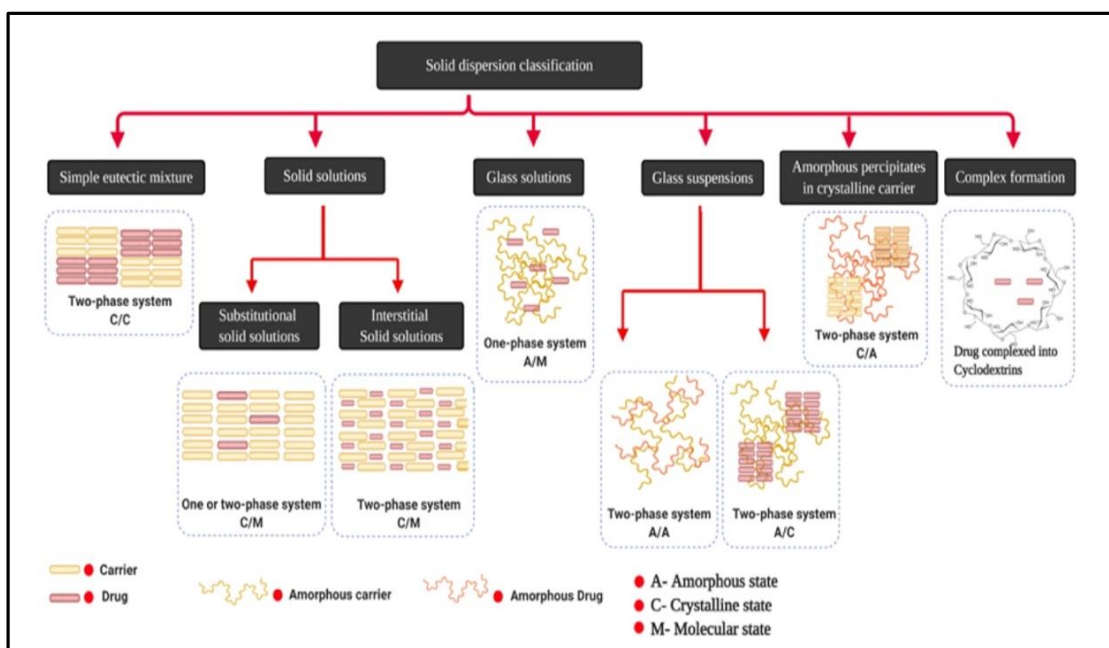 Solid dispersion classification
Simple eutectic mixture
Solid solutions
Glass solutions
Glass suspensions
Amorphous percipitates
in crystalline carrier
Complex formation
Two-phase system
C/C
Substitutional
solid solutions
Interstitial
Solid solutions
One-phase system
A/M
Two-phase system
C/A
Drug complexed into
Cyclodextrins
One or two-phase system
C/M
Two-phase system
C/M
Two-phase system
A/A
Two-phase system
A/C
Carrier
Drug
Amorphous carrier
Amorphous Drug
A- Amorphous state
C- Crystalline state
M- Molecular state